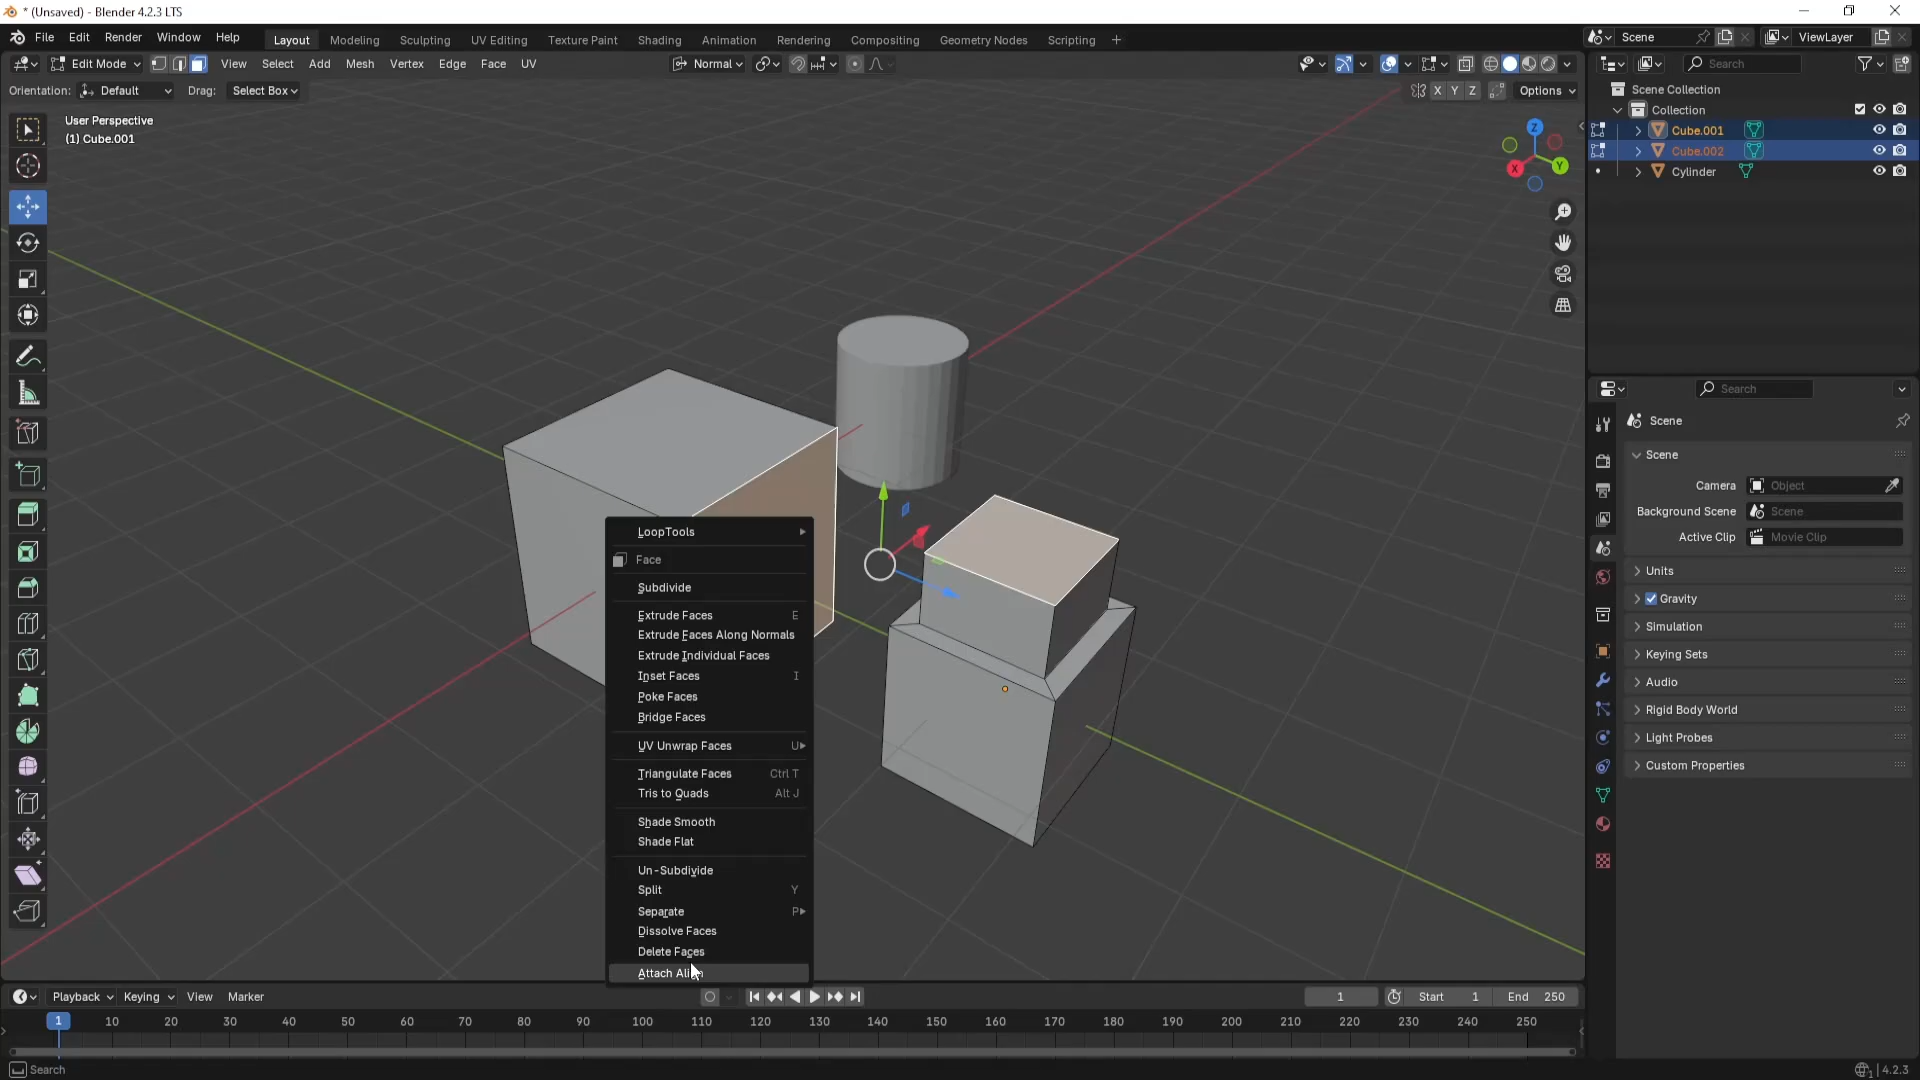 * (Unsaved) - Blender 4.2.3 LTS
File Edit Render Window Help Layout Modeling Sculpting UV Editing Texture Paint Shading Animation Rendering Compositing Geometry Nodes Scripting + Scene ViewLayer
Edit Mode View Select Add Mesh Vertex Edge Face UV Normal Search
Orientation: Default Drag: Select Box X Y Z Options
Scene Collection
Collection
Cube.001
Cube.002
Cylinder
User Perspective
(1) Cube.001
Z
X
Y
LoopTools
Face
Subdivide
Extrude Faces E
Extrude Faces Along Normals
Extrude Individual Faces
Inset Faces I
Poke Faces
Bridge Faces
UV Unwrap Faces U
Triangulate Faces Ctrl T
Tris to Quads Alt J
Shade Smooth
Shade Flat
Un-Subdivide
Split Y
Separate P
Dissolve Faces
Delete Faces
Attach Align
Search
Scene
Scene
Camera Object
Background Scene Scene
Active Clip Movie Clip
Units
Gravity
Simulation
Keying Sets
Audio
Rigid Body World
Light Probes
Custom Properties
Playback Keying View Marker 1 Start 1 End 250
1 10 20 30 40 50 60 70 80 90 100 110 120 130 140 150 160 170 180 190 200 210 220 230 240 250
Search 4.2.3